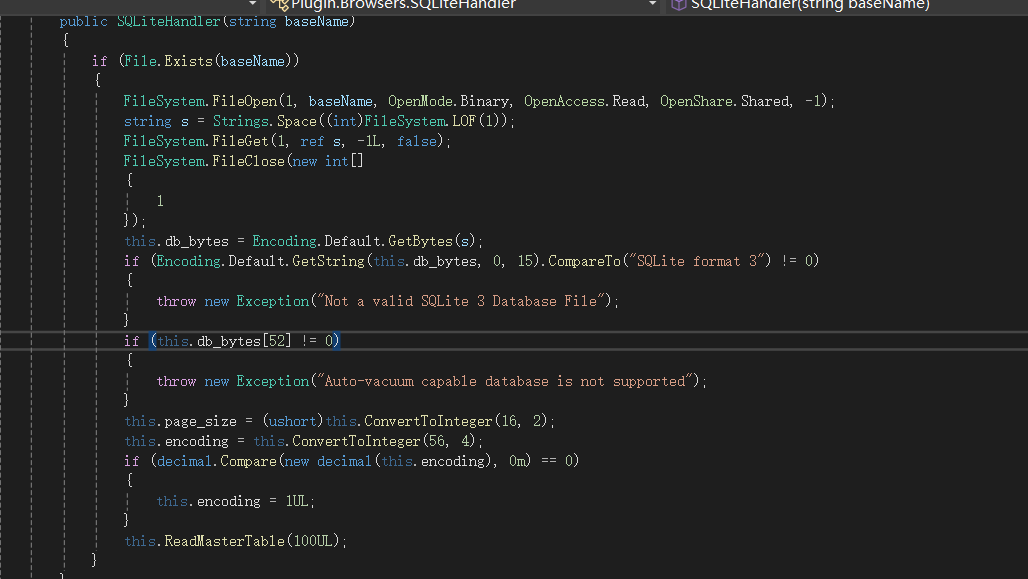 Plugin.Browsers.SQLiteHandler SQLiteHandler(string baseName)
public SQLiteHandler(string baseName)
{
if (File.Exists(baseName))
{
FileSystem.FileOpen(1, baseName, OpenMode.Binary, OpenAccess.Read, OpenShare.Shared, -1);
string s = Strings.Space((int)FileSystem.LOF(1));
FileSystem.FileGet(1, ref s, -1L, false);
FileSystem.FileClose(new int[]
{
1
});
this.db_bytes = Encoding.Default.GetBytes(s);
if (Encoding.Default.GetString(this.db_bytes, 0, 15).CompareTo("SQLite format 3") != 0)
{
throw new Exception("Not a valid SQLite 3 Database File");
}
if (this.db_bytes[52] != 0)
{
throw new Exception("Auto-vacuum capable database is not supported");
}
this.page_size = (ushort)this.ConvertToInteger(16, 2);
this.encoding = this.ConvertToInteger(56, 4);
if (decimal.Compare(new decimal(this.encoding), 0m) == 0)
{
this.encoding = 1UL;
}
this.ReadMasterTable(100UL);
}
}